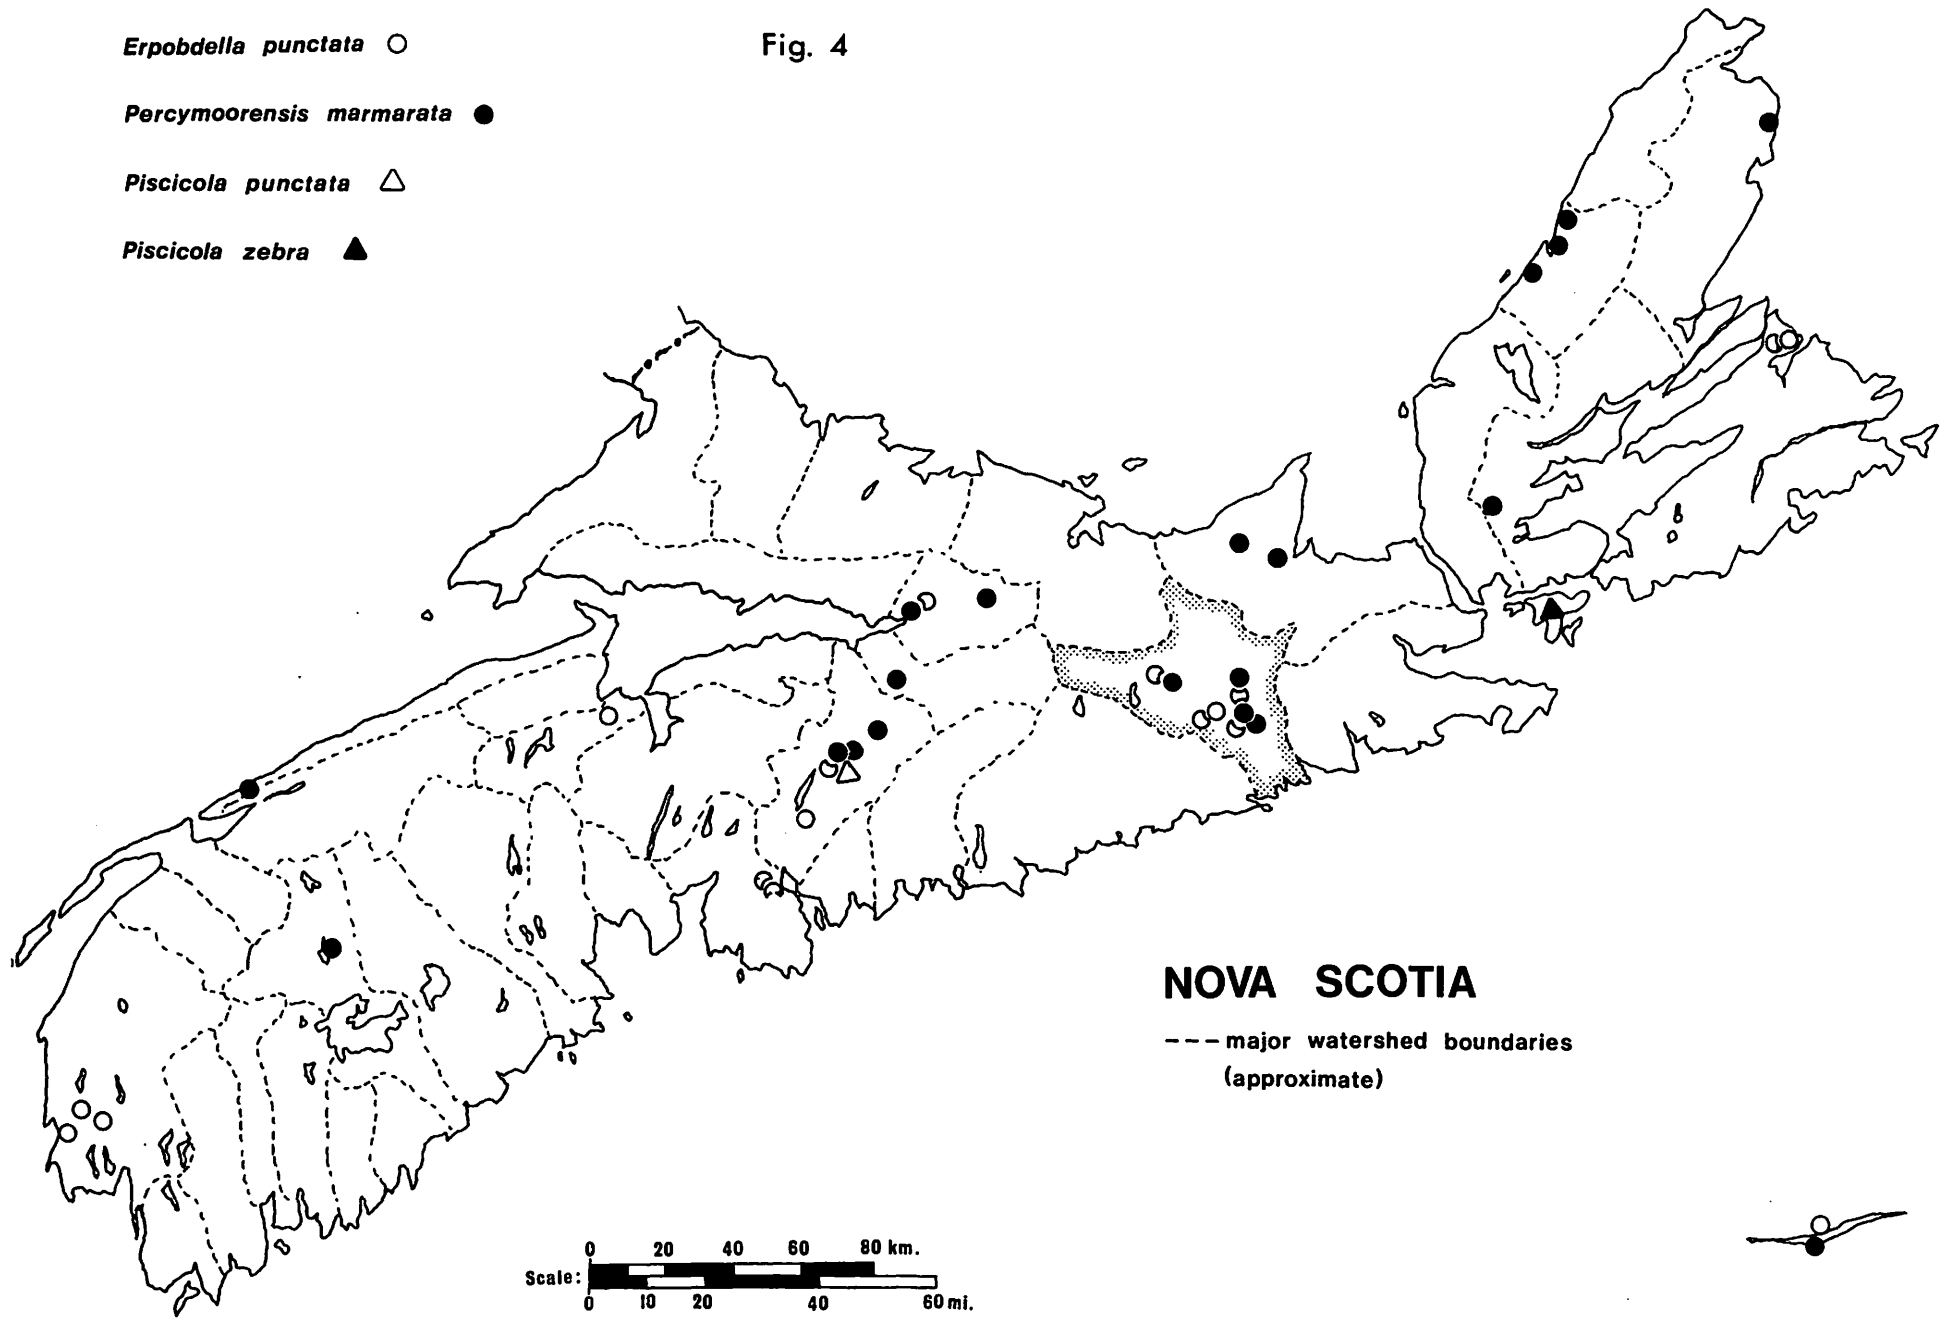 Fig. 4
Erpobdella punctata
Percymoorensis marmarata
Piscicola punctata
Piscicola zebra
NOVA SCOTIA
--- major watershed boundaries
(approximate)
0 20 40 60 80 km.
Scale:
0 10 20 40 60 mi.